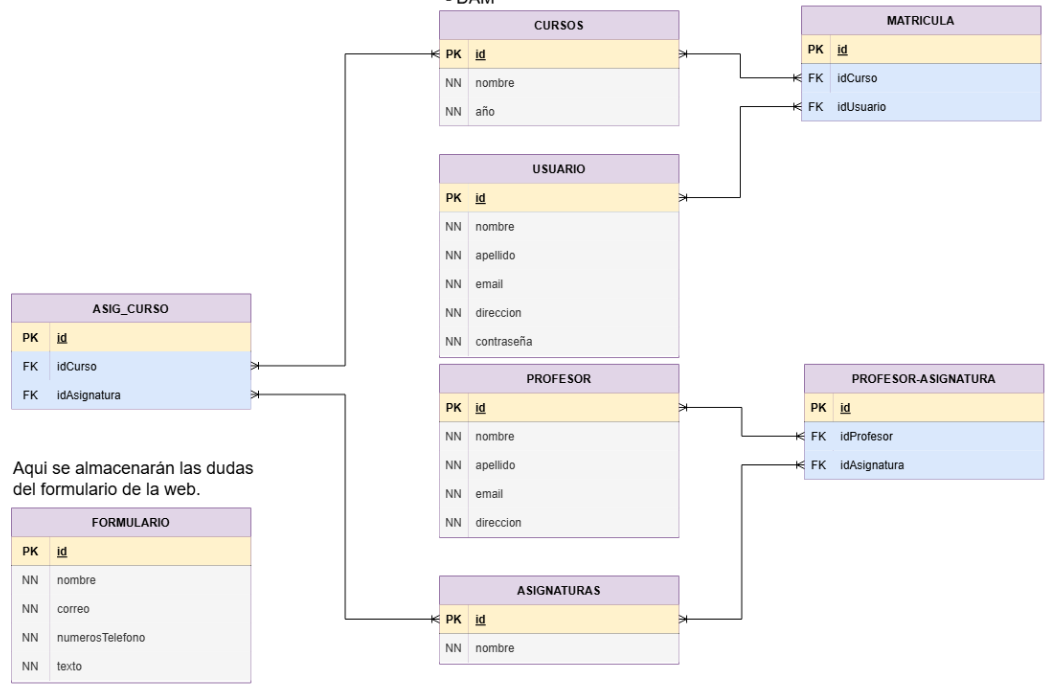 DAM
CURSOS
PK id
NN nombre
NN año
MATRICULA
PK id
FK idCurso
FK idUsuario
USUARIO
PK id
NN nombre
NN apellido
NN email
NN direccion
NN contraseña
ASIG_CURSO
PK id
FK idCurso
FK idAsignatura
PROFESOR
PK id
NN nombre
NN apellido
NN email
NN direccion
PROFESOR-ASIGNATURA
PK id
FK idProfesor
FK idAsignatura
Aqui se almacenarán las dudas
del formulario de la web.
FORMULARIO
PK id
NN nombre
NN correo
NN numerosTelefono
NN texto
ASIGNATURAS
PK id
NN nombre